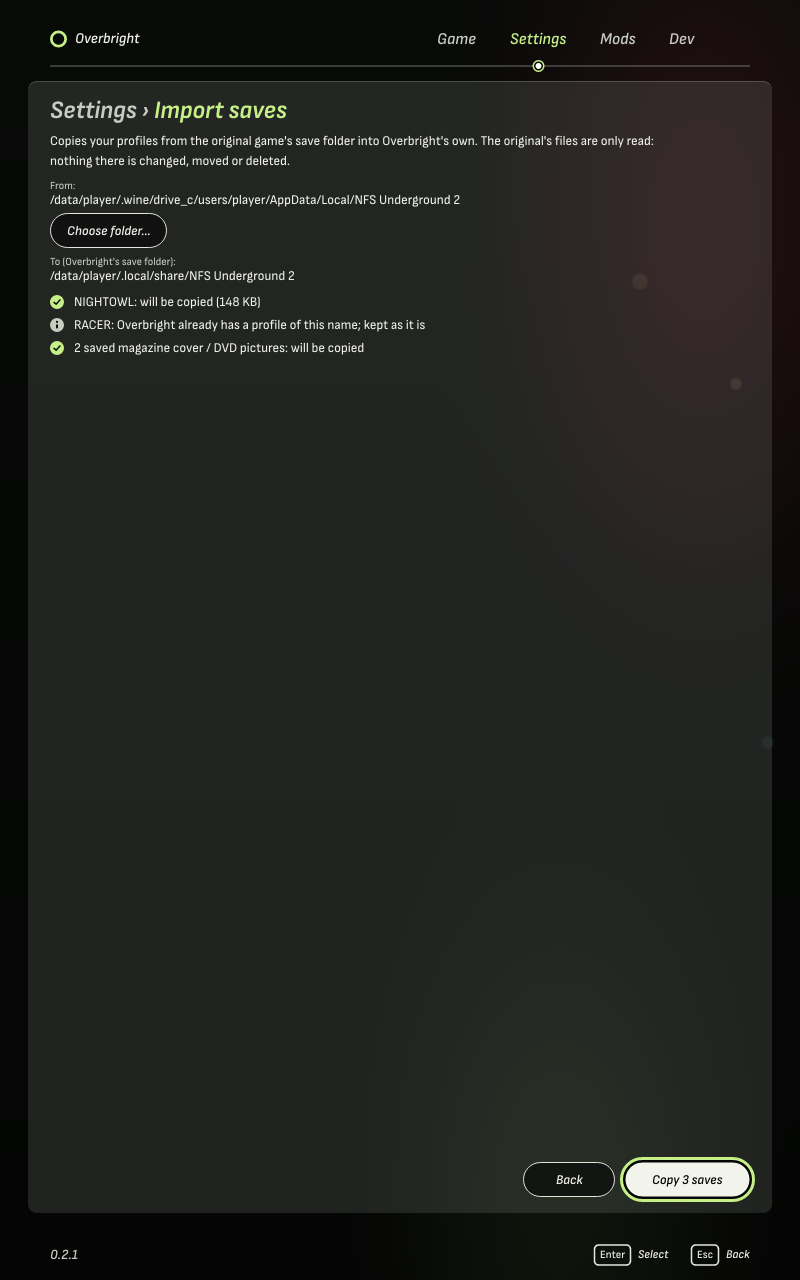 Overbright
Game
Settings
Mods
Dev
Settings › Import saves
Copies your profiles from the original game's save folder into Overbright's own. The original's files are only read:
nothing there is changed, moved or deleted.
From:
/data/player/.wine/drive_c/users/player/AppData/Local/NFS Underground 2
Choose folder...
To (Overbright's save folder):
/data/player/.local/share/NFS Underground 2
NIGHTOWL: will be copied (148 KB)
RACER: Overbright already has a profile of this name; kept as it is
2 saved magazine cover / DVD pictures: will be copied
Back
Copy 3 saves
0.2.1
Enter Select
Esc Back